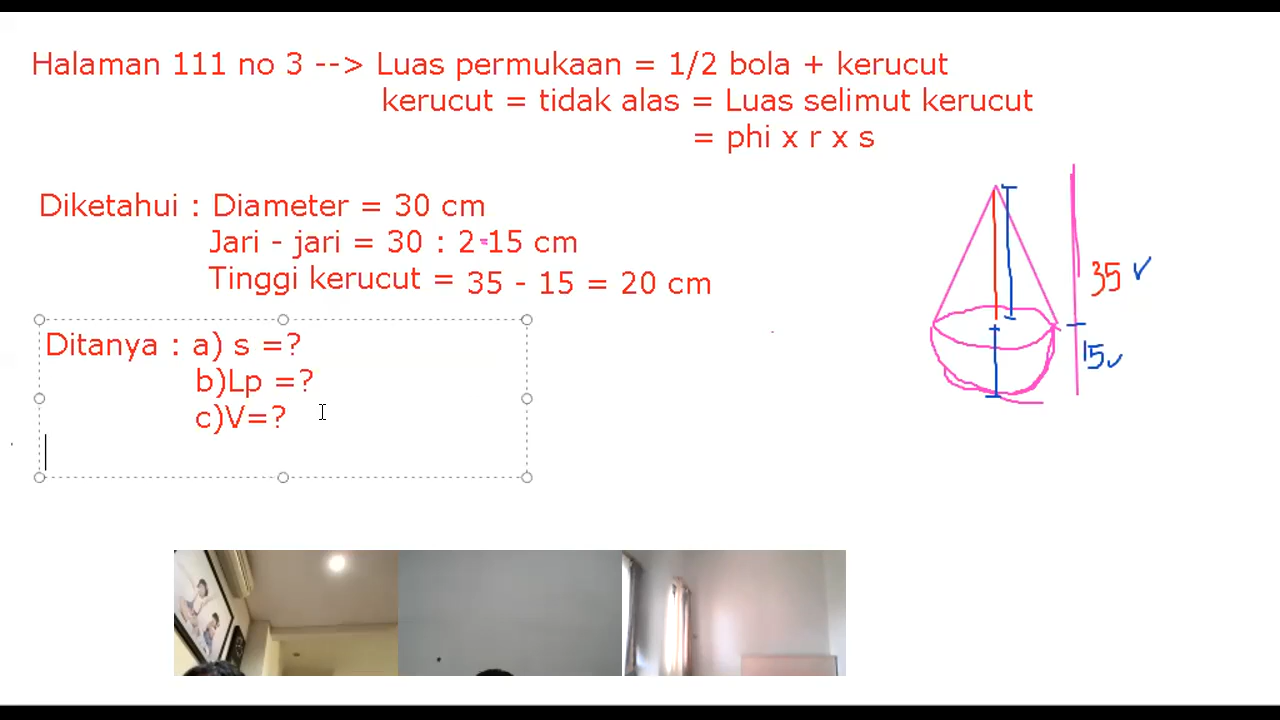 Halaman 111 no 3 --> Luas permukaan = 1/2 bola + kerucut
kerucut = tidak alas = Luas selimut kerucut
= phi x r x s
Diketahui : Diameter = 30 cm
Jari - jari = 30 : 2=15 cm
Tinggi kerucut = 35 - 15 = 20 cm
Ditanya : a) s =?
b)Lp =?
c)V=?
35 ✓
15✓